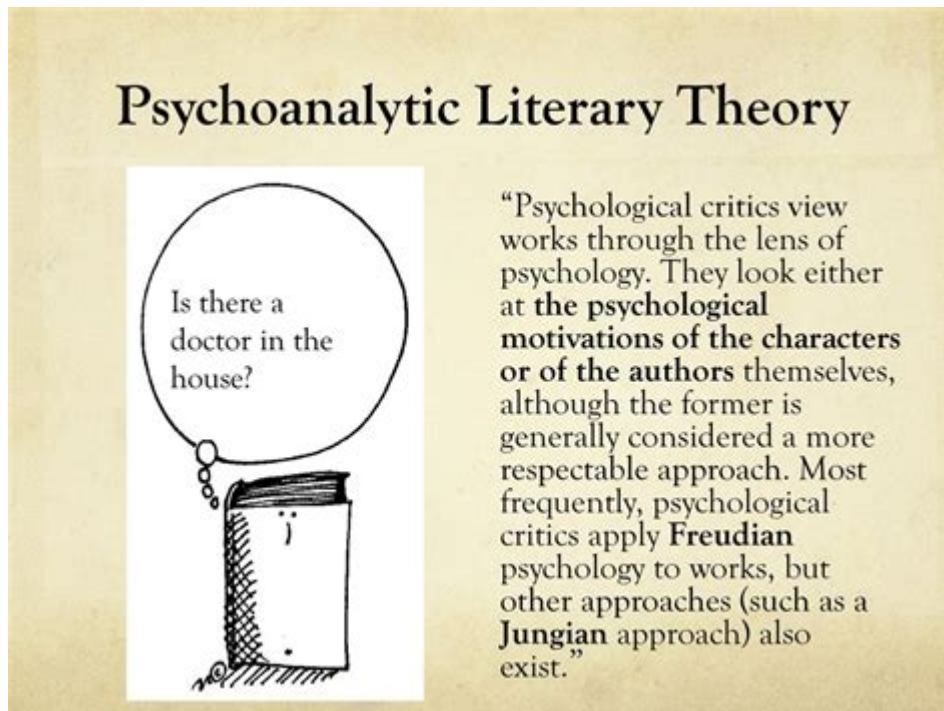 Psychoanalytic Literary Theory
Is there a
doctor in the
house?
“Psychological critics view
works through the lens of
psychology. They look either
at the psychological
motivations of the characters
or of the authors themselves,
although the former is
generally considered a more
respectable approach. Most
frequently, psychological
critics apply Freudian
psychology to works, but
other approaches (such as a
Jungian approach) also
exist.”